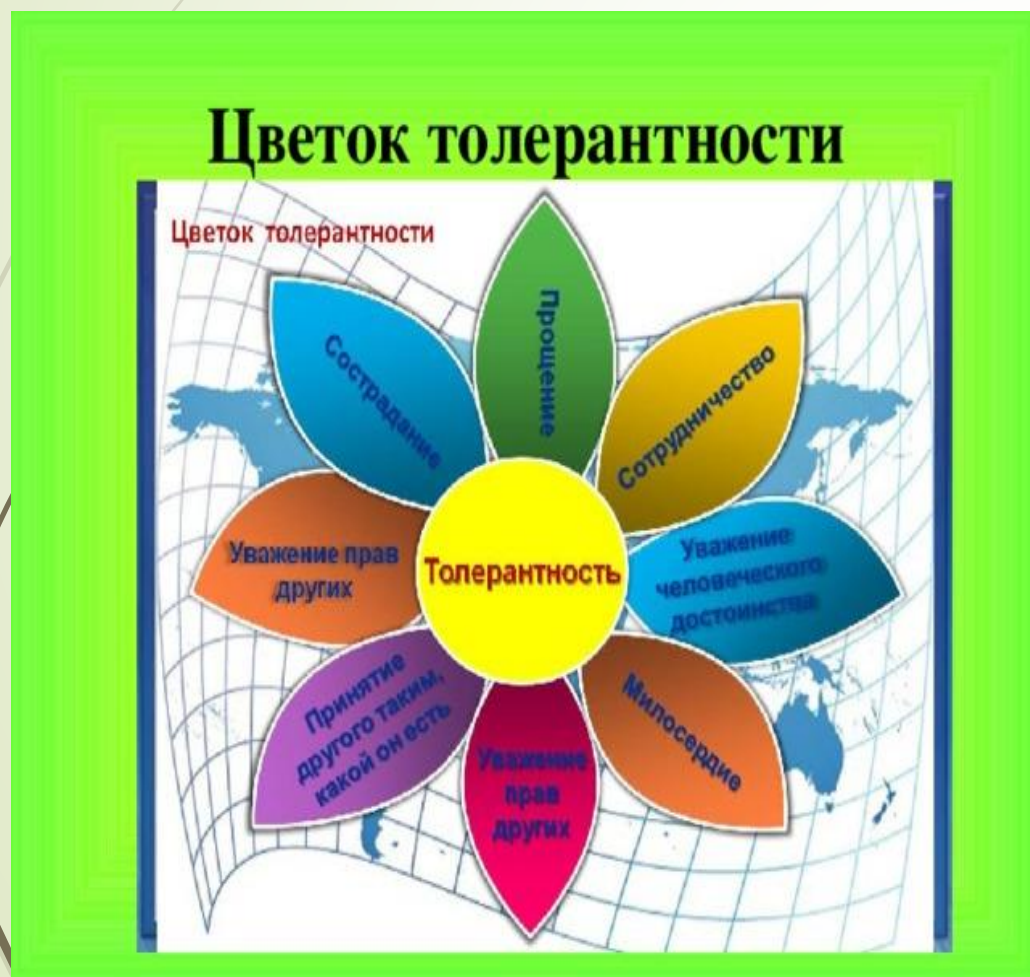 Цветок толерантности
Цветок толерантности
Прощение
Сострадание
Сотрудничество
Уважение прав
других
Толерантность
Уважение
человеческого
достоинства
Принятие
другого таким,
какой он есть
Милосердие
Уважение
прав
других